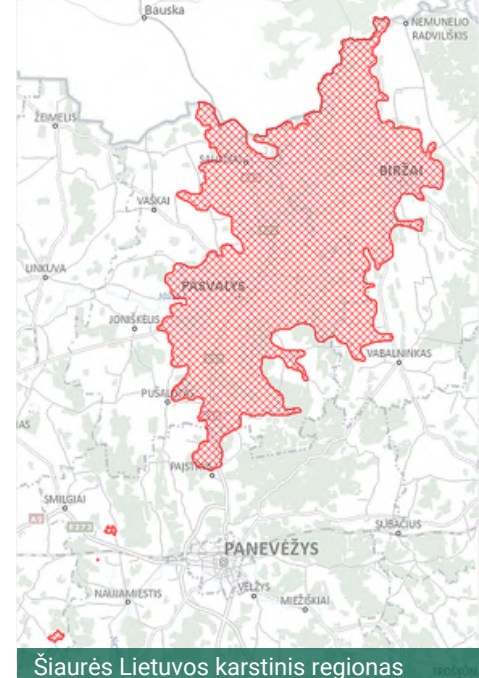 Bauska
NEMUNELIO
RADVILIŠKIS
ŽEIMELIS
BIRŽAI
VAŠKAI
LINKUVA
PASVALYS
JONIŠKĖLIS
VABALNINKAS
PUŠALOTAS
SMILGIAI
A9
SUBAČIUS
PANEVĖŽYS
NAUJAMIESTIS
VELŽYS
MIEŽIŠKIAI
Šiaurės Lietuvos karstinis regionas